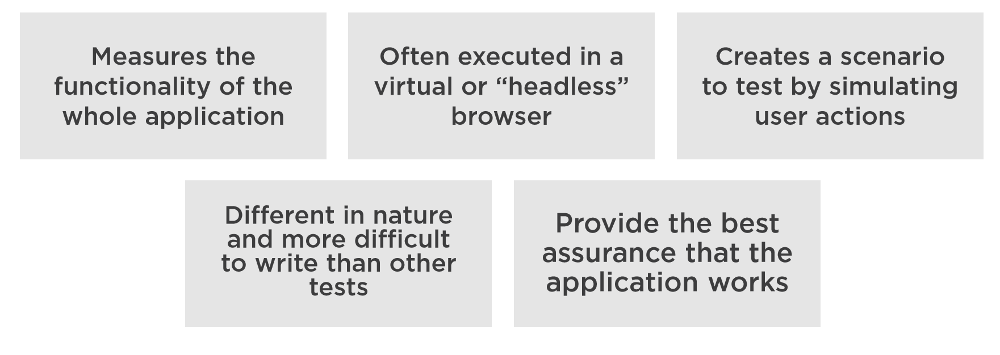 Measures the
functionality of the
whole application
Often executed in a
virtual or “headless”
browser
Creates a scenario
to test by simulating
user actions
Different in nature
and more difficult
to write than other
tests
Provide the best
assurance that the
application works